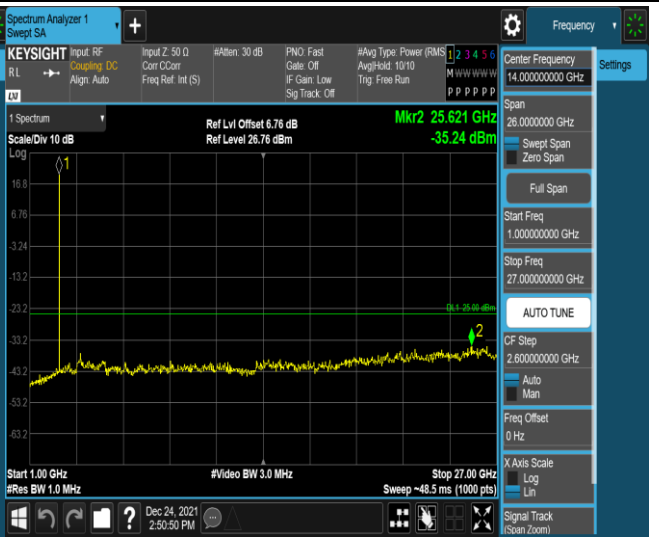 Spectrum Analyzer 1
Swept SA
Frequency
KEYSIGHT
Input: RF
Coupling: DC
Align: Auto
Input Z: 50 Ω
Corr CCorr
Freq Ref: Int (S)
#Atten: 30 dB
PNO: Fast
Gate: Off
IF Gain: Low
Sig Track: Off
#Avg Type: Power (RMS
Avg|Hold: 10/10
Trig: Free Run
1 2 3 4 5 6
M W W W W W
P P P P P P
R L
LXI
1 Spectrum
Scale/Div 10 dB
Log
Ref Lvl Offset 6.76 dB
Ref Level 26.76 dBm
Mkr2 25.621 GHz
-35.24 dBm
1
16.8
6.76
-3.24
-13.2
-23.2
DL1 -25.00 dBm
2
-33.2
-43.2
-53.2
-63.2
Start 1.00 GHz
#Res BW 1.0 MHz
#Video BW 3.0 MHz
Stop 27.00 GHz
Sweep ~48.5 ms (1000 pts)
Dec 24, 2021
2:50:50 PM
?
Center Frequency
14.000000000 GHz
Settings
Span
26.0000000 GHz
Swept Span
Zero Span
Full Span
Start Freq
1.000000000 GHz
Stop Freq
27.000000000 GHz
AUTO TUNE
CF Step
2.600000000 GHz
Auto
Man
Freq Offset
0 Hz
X Axis Scale
Log
Lin
Signal Track
(Span Zoom)